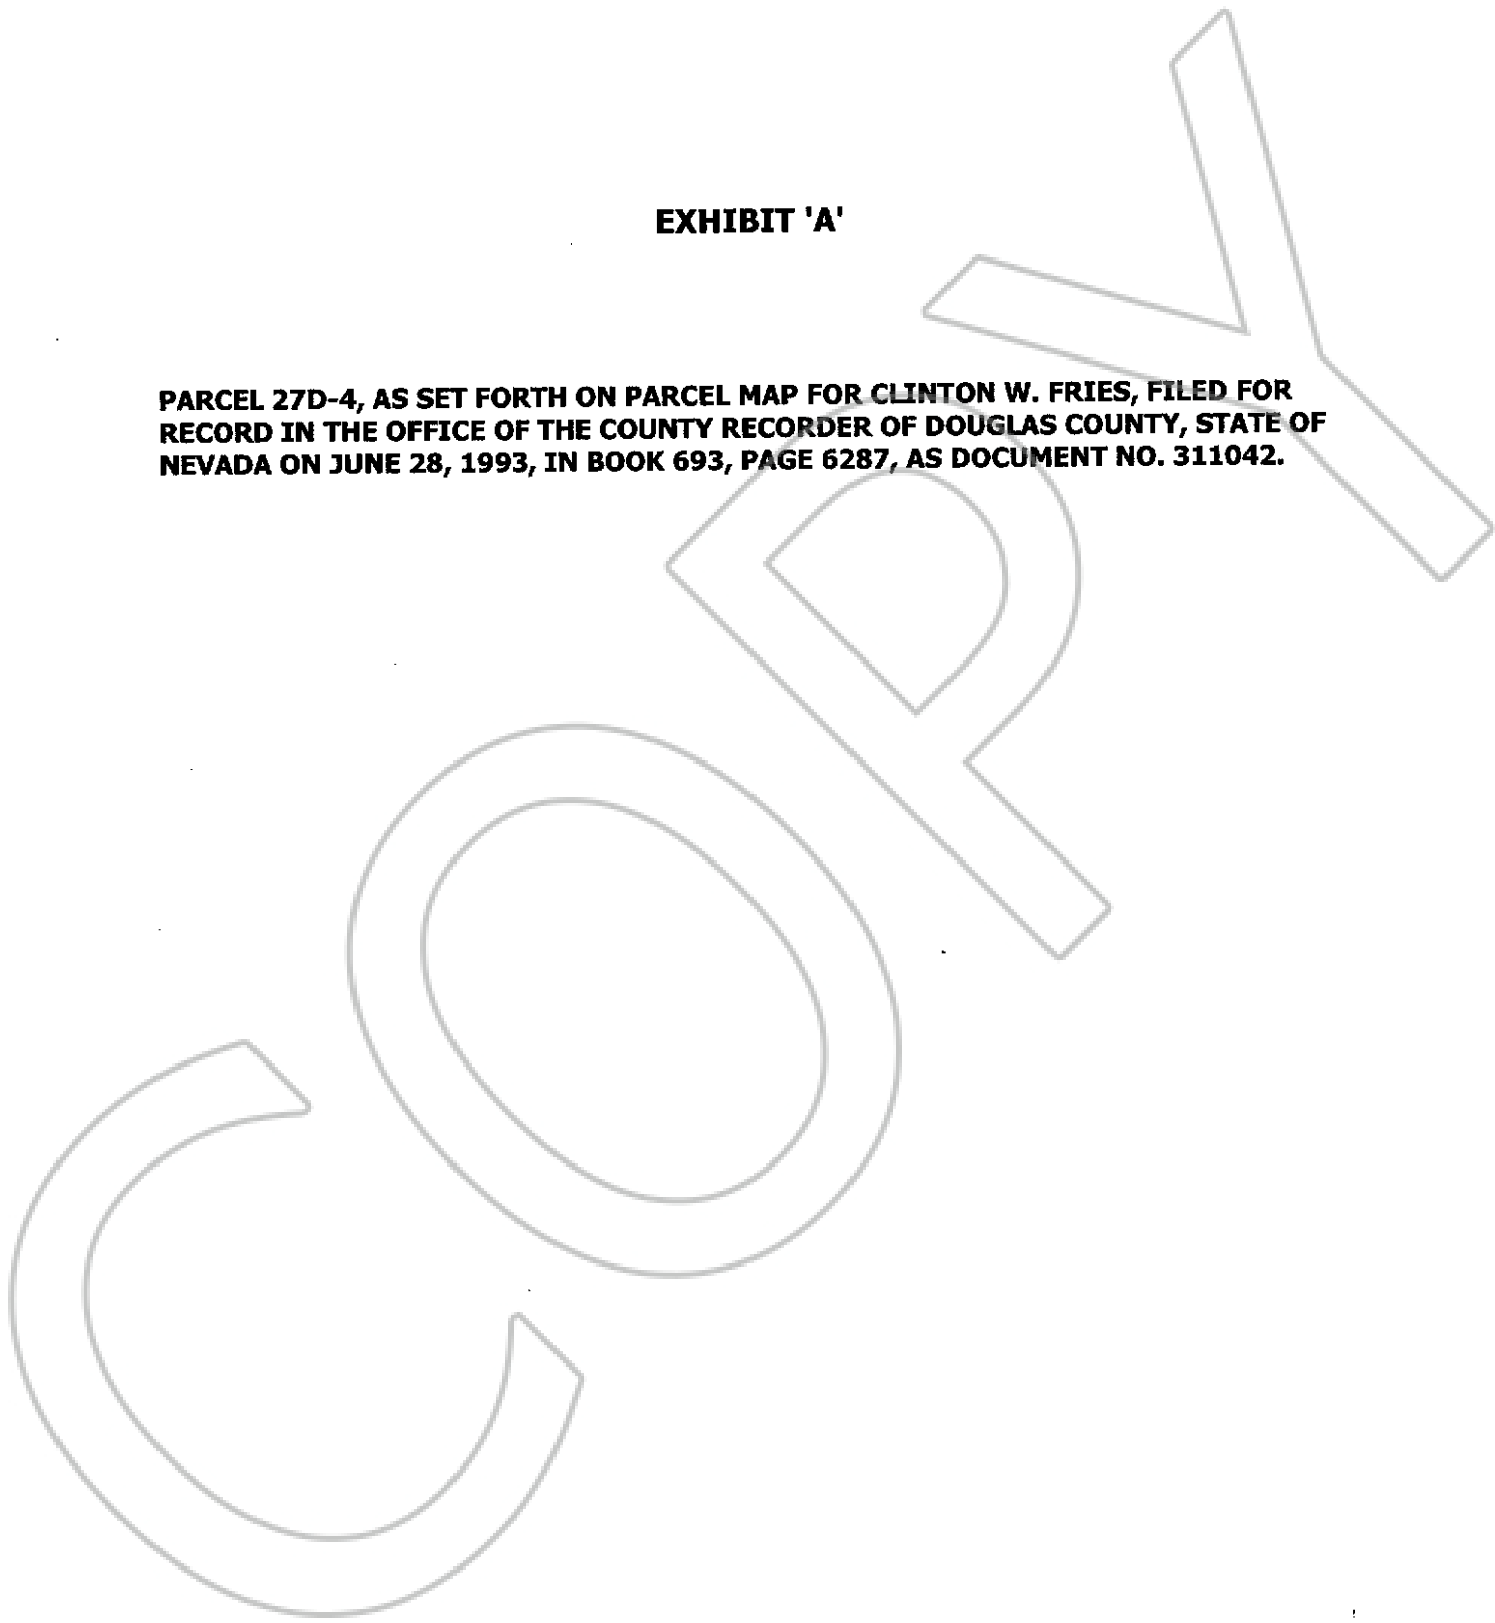 EXHIBIT 'A'
PARCEL 27D-4, AS SET FORTH ON PARCEL MAP FOR CLINTON W. FRIES, FILED FOR
RECORD IN THE OFFICE OF THE COUNTY RECORDER OF DOUGLAS COUNTY, STATE OF
NEVADA ON JUNE 28, 1993, IN BOOK 693, PAGE 6287, AS DOCUMENT NO. 311042.
COPY